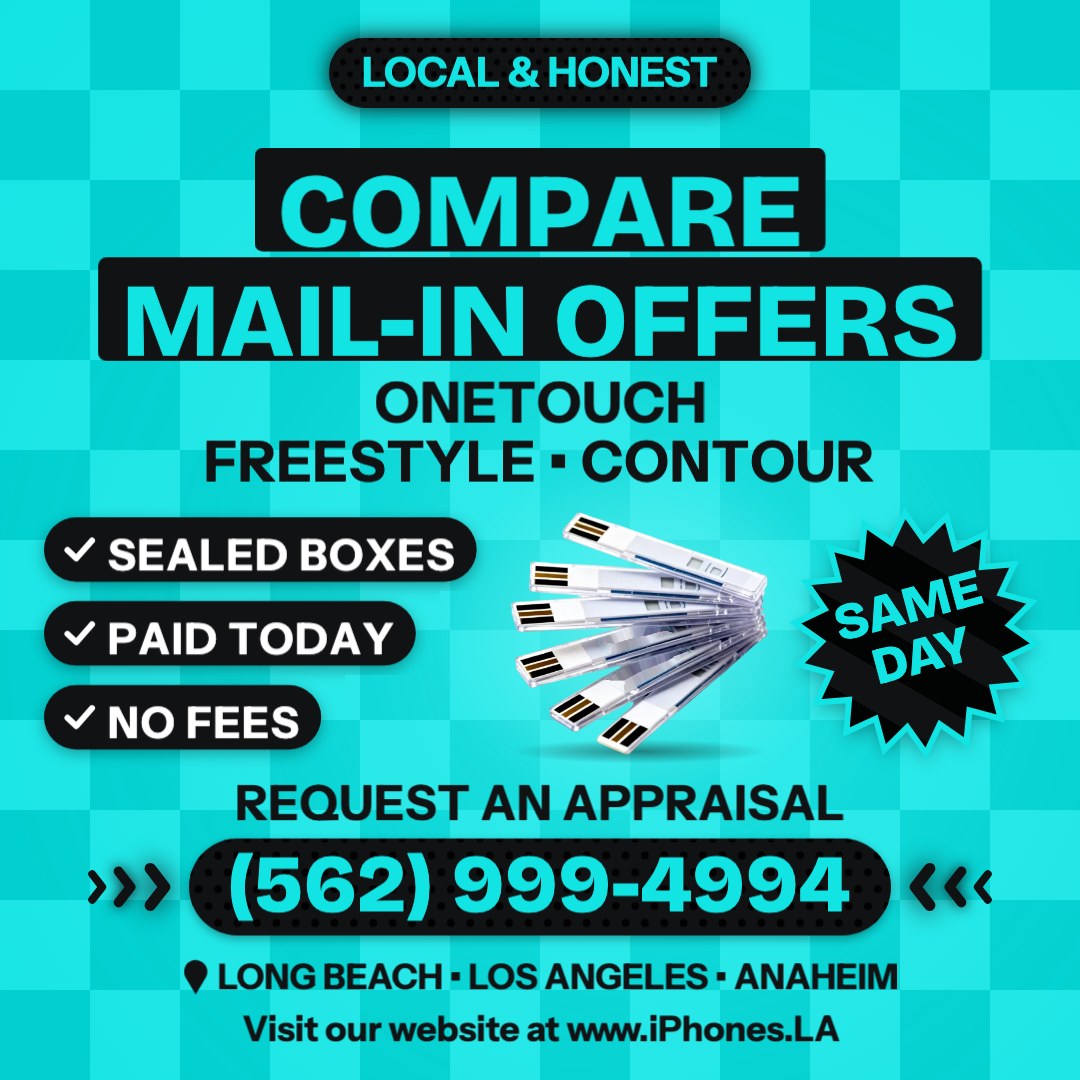 LOCAL & HONEST
COMPARE
MAIL-IN OFFERS
ONETOUCH
FREESTYLE ▪ CONTOUR
✓ SEALED BOXES
✓ PAID TODAY
✓ NO FEES
SAME
DAY
REQUEST AN APPRAISAL
(562) 999-4994
LONG BEACH ▪ LOS ANGELES ▪ ANAHEIM
Visit our website at www.iPhones.LA